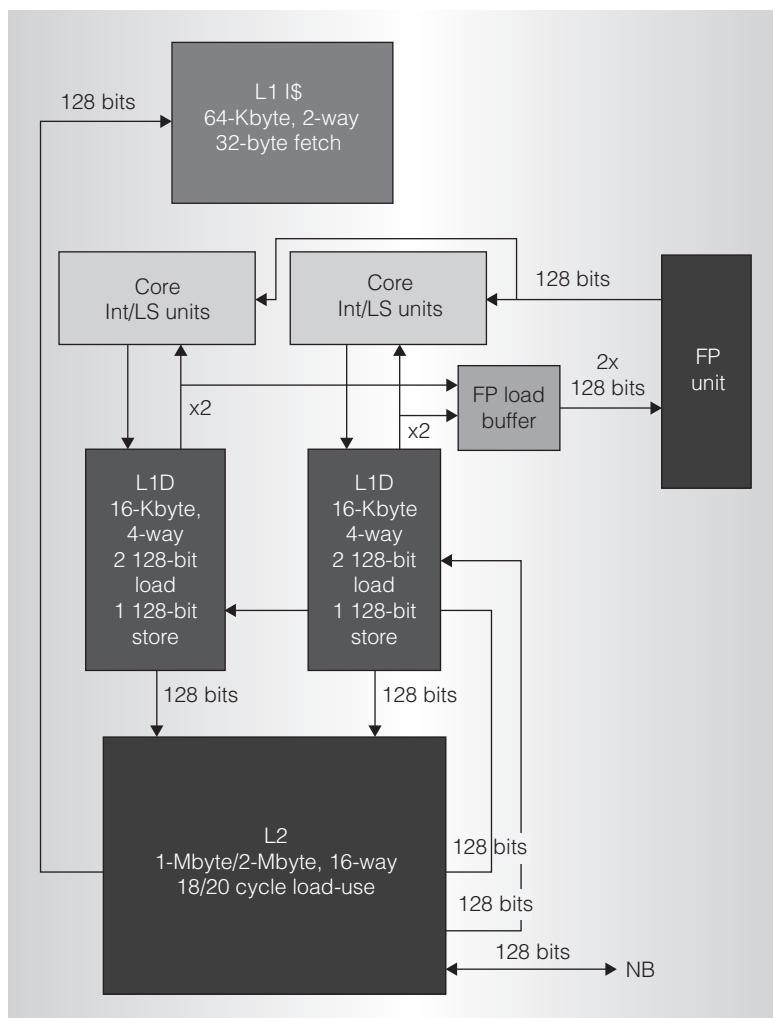 L1 I$
64-Kbyte, 2-way
32-byte fetch
128 bits
Core
Int/LS units
Core
Int/LS units
128 bits
FP
unit
2x
128 bits
FP load
buffer
x2
x2
L1D
16-Kbyte,
4-way
2 128-bit
load
1 128-bit
store
L1D
16-Kbyte
4-way
2 128-bit
load
1 128-bit
store
128 bits
128 bits
L2
1-Mbyte/2-Mbyte, 16-way
18/20 cycle load-use
128 bits
128 bits
128 bits
NB